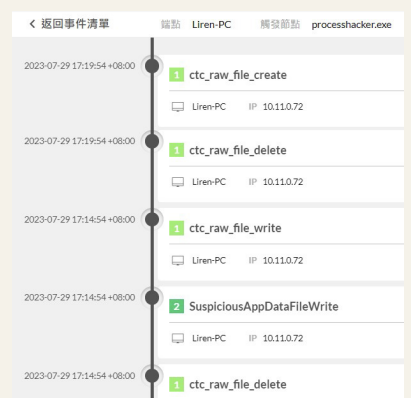 返回事件清單 端點 Liren-PC 觸發節點 processhacker.exe
2023-07-29 17:19:54 +08:00
1 ctc_raw_file_create
Liren-PC IP 10.11.0.72
2023-07-29 17:19:54 +08:00
1 ctc_raw_file_delete
Liren-PC IP 10.11.0.72
2023-07-29 17:14:54 +08:00
1 ctc_raw_file_write
Liren-PC IP 10.11.0.72
2023-07-29 17:14:54 +08:00
2 SuspiciousAppDataFileWrite
Liren-PC IP 10.11.0.72
2023-07-29 17:14:54 +08:00
1 ctc_raw_file_delete